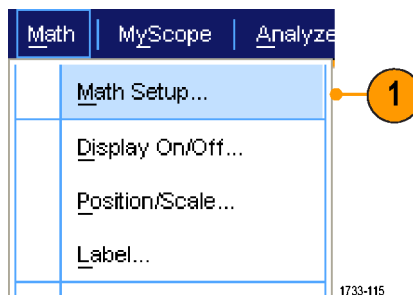 Math MyScope Analyze
Math Setup... 1
Display On/Off...
Position/Scale...
Label...
1733-115